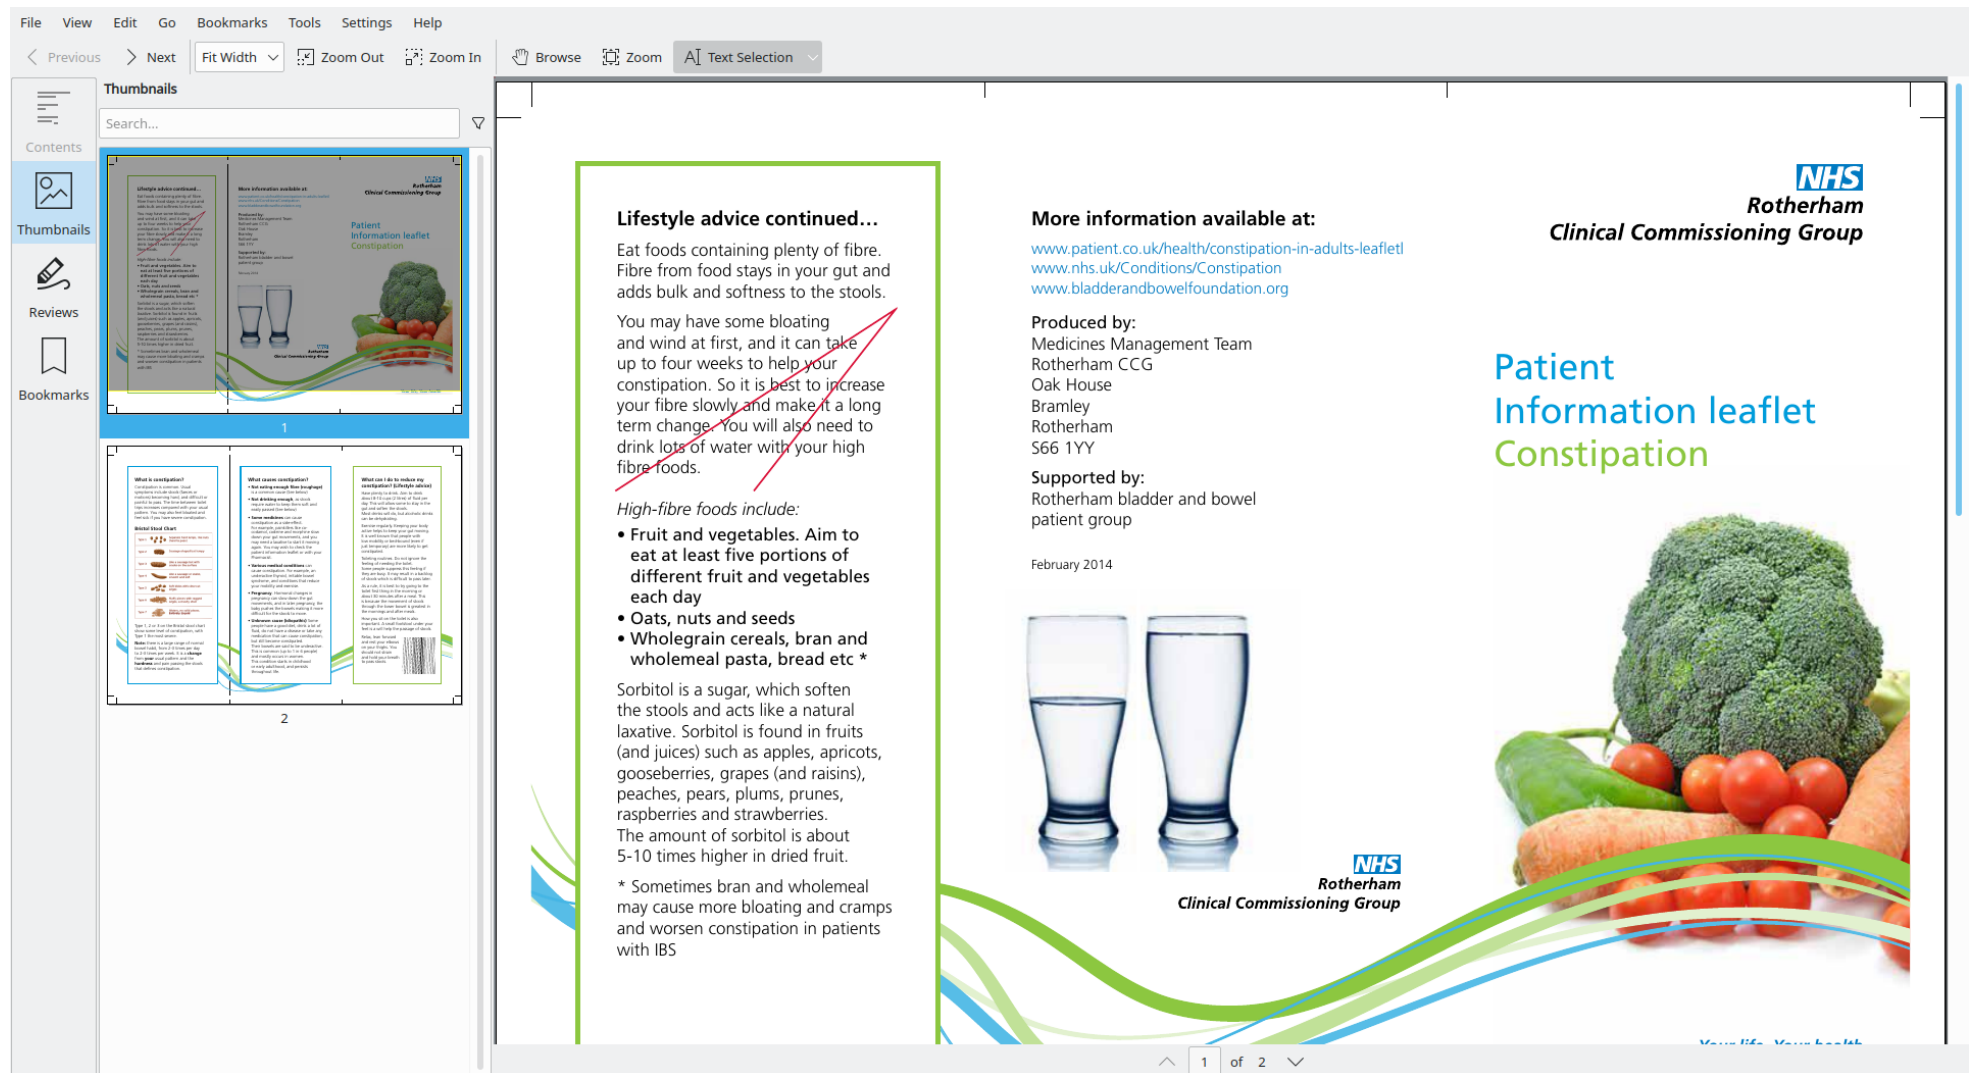 File View Edit Go Bookmarks Tools Settings Help
Previous Next Fit Width Zoom Out Zoom In Browse Zoom Text Selection
Contents
Thumbnails
Reviews
Bookmarks
Thumbnails
Search...
1
2
Lifestyle advice continued...
Eat foods containing plenty of fibre.
Fibre from food stays in your gut and
adds bulk and softness to the stools.
You may have some bloating
and wind at first, and it can take
up to four weeks to help your
constipation. So it is best to increase
your fibre slowly and make it a long
term change. You will also need to
drink lots of water with your high
fibre foods.
High-fibre foods include:
• Fruit and vegetables. Aim to
eat at least five portions of
different fruit and vegetables
each day
• Oats, nuts and seeds
• Wholegrain cereals, bran and
wholemeal pasta, bread etc *
Sorbitol is a sugar, which soften
the stools and acts like a natural
laxative. Sorbitol is found in fruits
(and juices) such as apples, apricots,
gooseberries, grapes (and raisins),
peaches, pears, plums, prunes,
raspberries and strawberries.
The amount of sorbitol is about
5-10 times higher in dried fruit.
* Sometimes bran and wholemeal
may cause more bloating and cramps
and worsen constipation in patients
with IBS
More information available at:
www.patient.co.uk/health/constipation-in-adults-leafletl
www.nhs.uk/Conditions/Constipation
www.bladderandbowelfoundation.org
Produced by:
Medicines Management Team
Rotherham CCG
Oak House
Bramley
Rotherham
S66 1YY
Supported by:
Rotherham bladder and bowel
patient group
February 2014
NHS
Rotherham
Clinical Commissioning Group
NHS
Rotherham
Clinical Commissioning Group
Patient
Information leaflet
Constipation
Your life, Your health
1 of 2